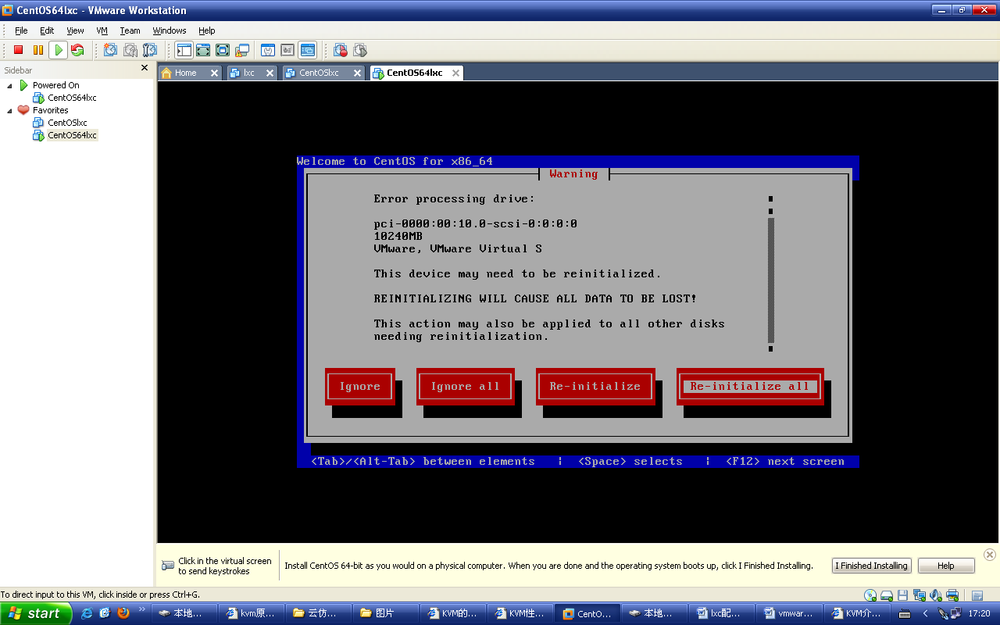 CentOS64lxc - VMware Workstation
File Edit View VM Team Windows Help
Sidebar
Powered On
CentOS64lxc
Favorites
CentOSlxc
CentOS64lxc
Home lxc CentOSlxc CentOS64lxc
Welcome to CentOS for x86_64
Warning
Error processing drive:
pci-0000:00:10.0-scsi-0:0:0:0
10240MB
VMware, VMware Virtual S
This device may need to be reinitialized.
REINITIALIZING WILL CAUSE ALL DATA TO BE LOST!
This action may also be applied to all other disks
needing reinitialization.
Ignore Ignore all Re-initialize Re-initialize all
<Tab>/<Alt-Tab> between elements | <Space> selects | <F12> next screen
Click in the virtual screen
to send keystrokes
Install CentOS 64-bit as you would on a physical computer. When you are done and the operating system boots up, click I Finished Installing.
I Finished Installing Help
To direct input to this VM, click inside or press Ctrl+G.
start 本地... kvm原... 云仿... 图片 KVM的... KVM性... CentO... 本地... lxc配... vmwar... KVM介... 17:20